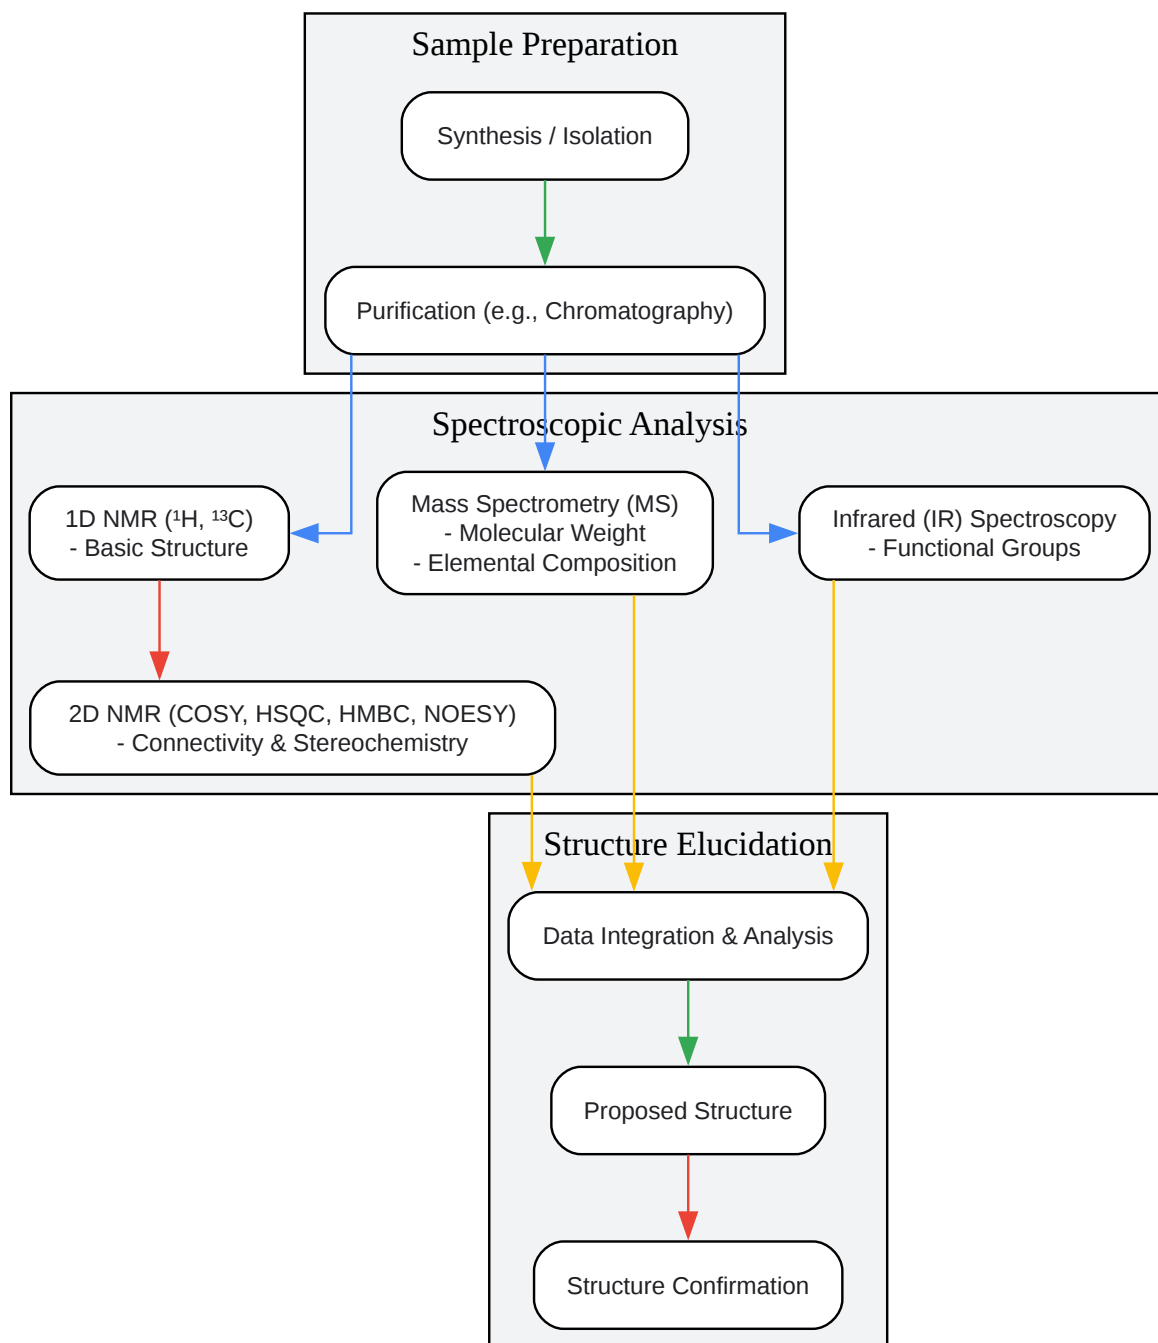 Sample Preparation
Synthesis / Isolation
Purification (e.g., Chromatography)
Spectroscopic Analysis
1D NMR (¹H, ¹³C)
- Basic Structure
Mass Spectrometry (MS)
- Molecular Weight
- Elemental Composition
Infrared (IR) Spectroscopy
- Functional Groups
2D NMR (COSY, HSQC, HMBC, NOESY)
- Connectivity & Stereochemistry
Structure Elucidation
Data Integration & Analysis
Proposed Structure
Structure Confirmation